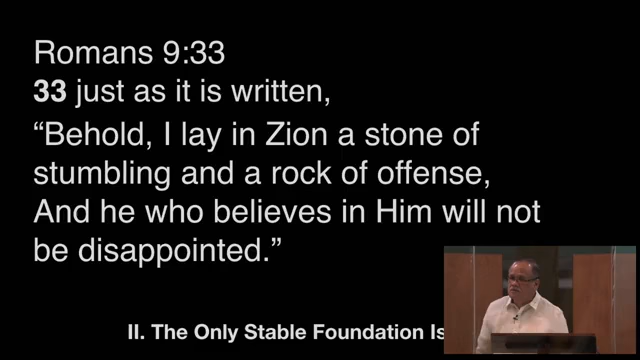 Romans 9:33
33 just as it is written,
“Behold, I lay in Zion a stone of
stumbling and a rock of offense,
And he who believes in Him will not
be disappointed.”
II. The Only Stable Foundation Is